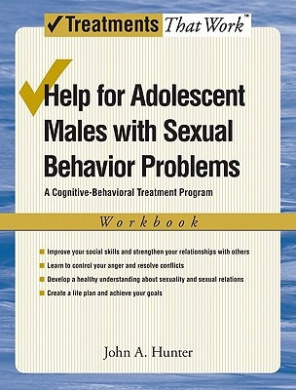 Treatments That Work™
Help for Adolescent
Males with Sexual
Behavior Problems
A Cognitive-Behavioral Treatment Program
Workbook
Improve your social skills and strengthen your relationships with others
Learn to control your anger and resolve conflicts
Develop a healthy understanding about sexuality and sexual relations
Create a life plan and achieve your goals
John A. Hunter